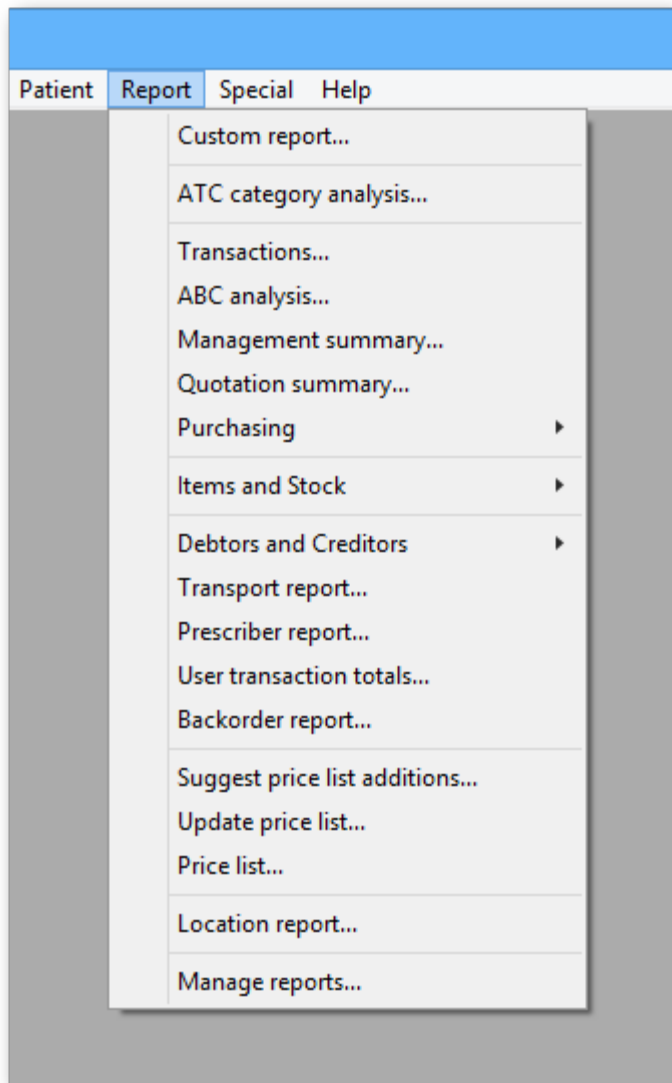 Patient Report Special Help
Custom report...
ATC category analysis...
Transactions...
ABC analysis...
Management summary...
Quotation summary...
Purchasing
Items and Stock
Debtors and Creditors
Transport report...
Prescriber report...
User transaction totals...
Backorder report...
Suggest price list additions...
Update price list...
Price list...
Location report...
Manage reports...